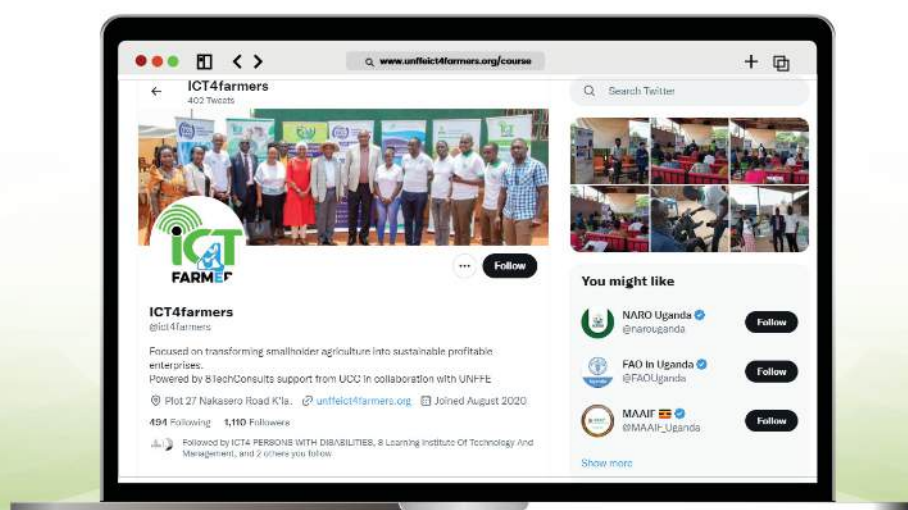 www.unffeict4farmers.org/course
ICT4farmers
402 Tweets
Search Twitter
ICT
FARMER
Follow
ICT4farmers
@ict4farmers
Focused on transforming smallholder agriculture into sustainable profitable
enterprises.
Powered by 8TechConsults support from UCC in collaboration with UNFFE
Plot 27 Nakasero Road K'la.
unffeict4farmers.org
Joined August 2020
494 Following 1,110 Followers
Followed by ICT4 PERSONS WITH DISABILITIES, 8 Learning Institute Of Technology And
Management, and 2 others you follow
You might like
NARO Uganda
@narouganda
Follow
FAO in Uganda
@FAOUganda
Follow
MAAIF
@MAAIF_Uganda
Follow
Show more